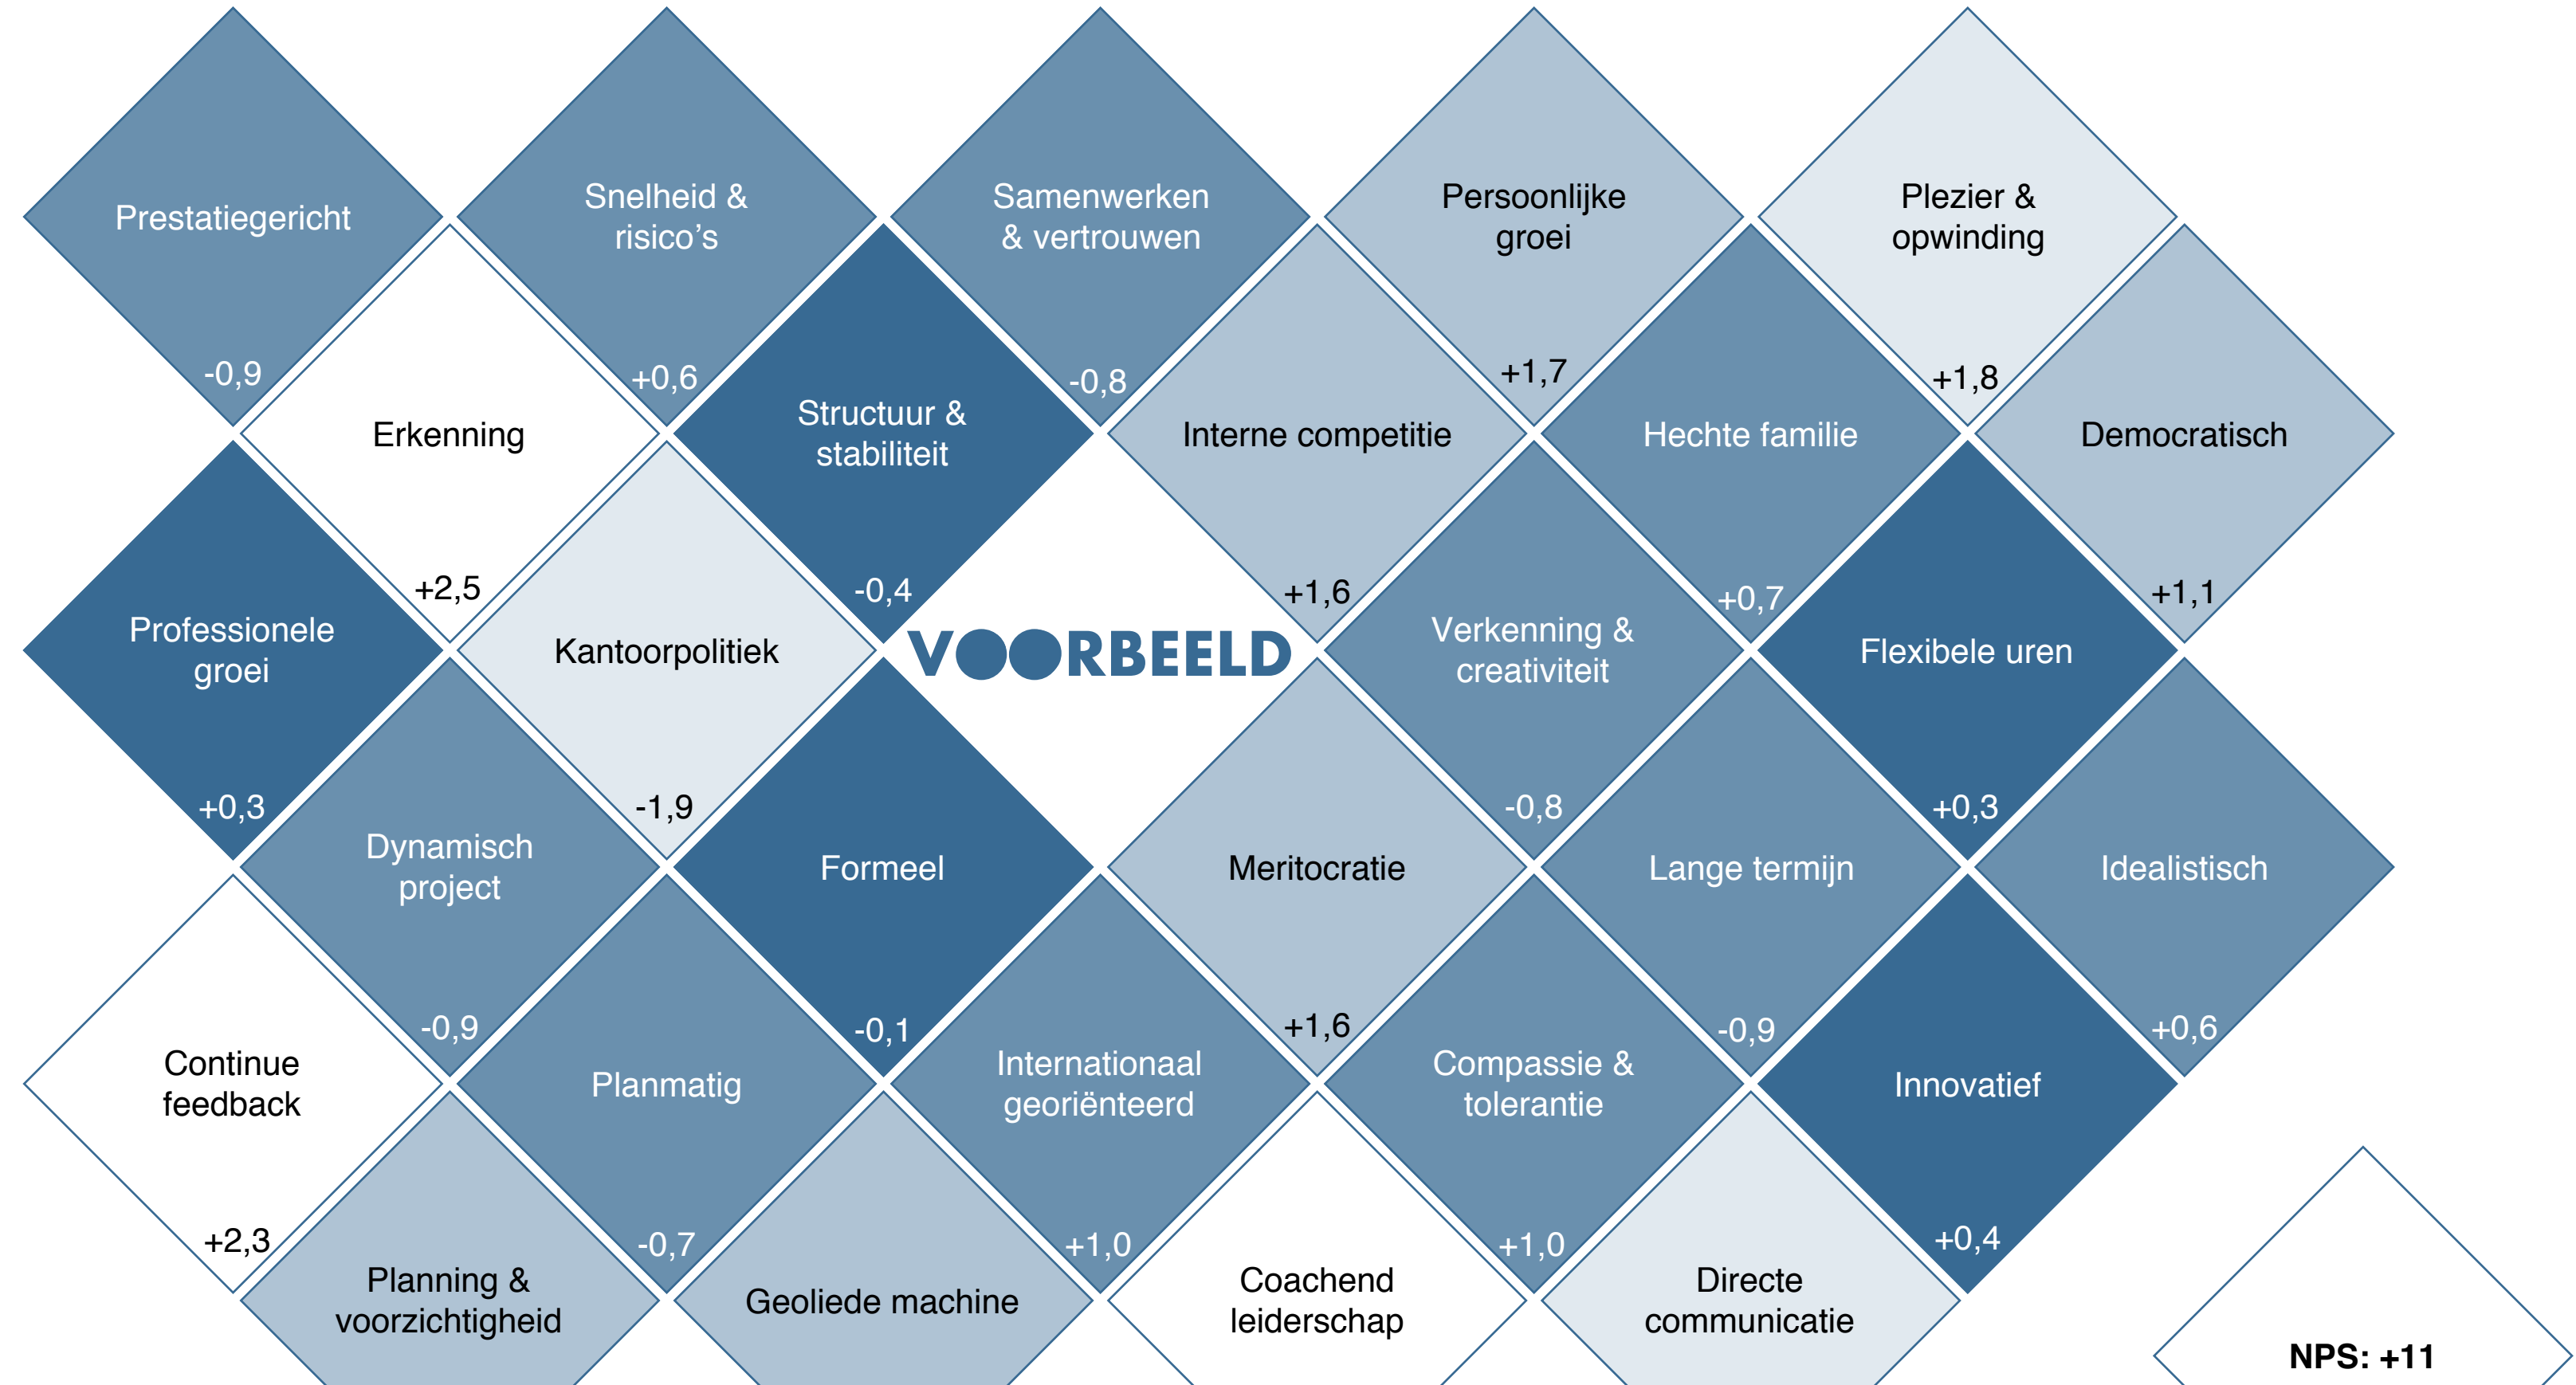 Prestatiegericht
-0,9
Snelheid &
risico’s
+0,6
Samenwerken
& vertrouwen
-0,8
Persoonlijke
groei
+1,7
Plezier &
opwinding
+1,8
Erkenning
+2,5
Structuur &
stabiliteit
-0,4
Interne competitie
+1,6
Hechte familie
+0,7
Democratisch
+1,1
Professionele
groei
+0,3
Kantoorpolitiek
-1,9
VOORBEELD
Verkenning &
creativiteit
-0,8
Flexibele uren
+0,3
Dynamisch
project
-0,9
Formeel
-0,1
Meritocratie
+1,6
Lange termijn
-0,9
Idealistisch
+0,6
Continue
feedback
+2,3
Planmatig
-0,7
Internationaal
georiënteerd
+1,0
Compassie &
tolerantie
+1,0
Innovatief
+0,4
Planning &
voorzichtigheid
Geoliede machine
Coachend
leiderschap
Directe
communicatie
NPS: +11